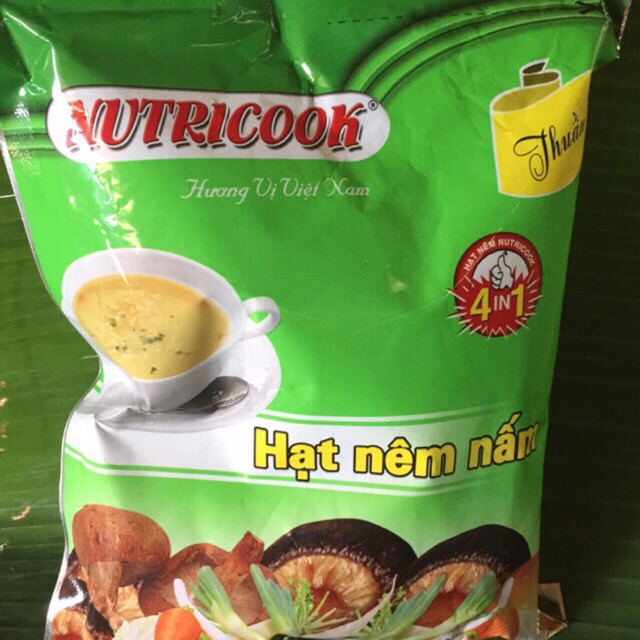 NUTRICOOK®
Hương Vị Việt Nam
Thuần
HẠT NÊM NUTRICOOK
4 IN 1
Hạt nêm nấm